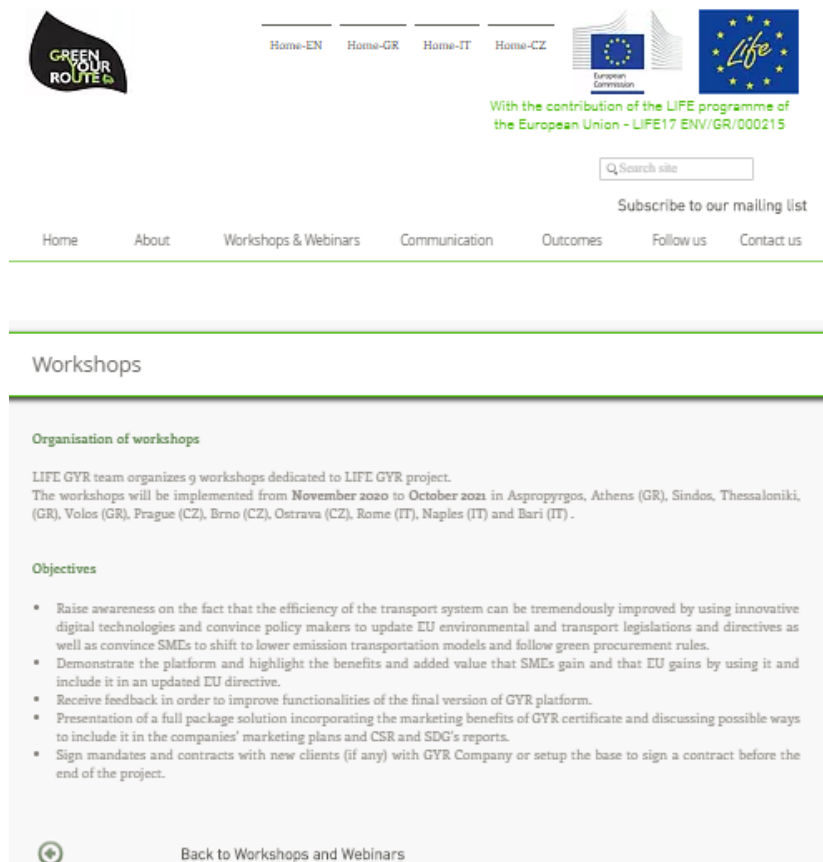 GREEN
YOUR
ROUTE
Home-EN Home-GR Home-IT Home-CZ
European
Commission
Life
With the contribution of the LIFE programme of
the European Union - LIFE17 ENV/GR/000215
Search site
Subscribe to our mailing list
Home About Workshops & Webinars Communication Outcomes Follow us Contact us
Workshops
Organisation of workshops
LIFE GYR team organizes 9 workshops dedicated to LIFE GYR project.
The workshops will be implemented from November 2020 to October 2021 in Aspropyrgos, Athens (GR), Sindos, Thessaloniki,
(GR), Volos (GR), Prague (CZ), Brno (CZ), Ostrava (CZ), Rome (IT), Naples (IT) and Bari (IT) .
Objectives
• Raise awareness on the fact that the efficiency of the transport system can be tremendously improved by using innovative
digital technologies and convince policy makers to update EU environmental and transport legislations and directives as
well as convince SMEs to shift to lower emission transportation models and follow green procurement rules.
• Demonstrate the platform and highlight the benefits and added value that SMEs gain and that EU gains by using it and
include it in an updated EU directive.
• Receive feedback in order to improve functionalities of the final version of GYR platform.
• Presentation of a full package solution incorporating the marketing benefits of GYR certificate and discussing possible ways
to include it in the companies' marketing plans and CSR and SDG's reports.
• Sign mandates and contracts with new clients (if any) with GYR Company or setup the base to sign a contract before the
end of the project.
Back to Workshops and Webinars